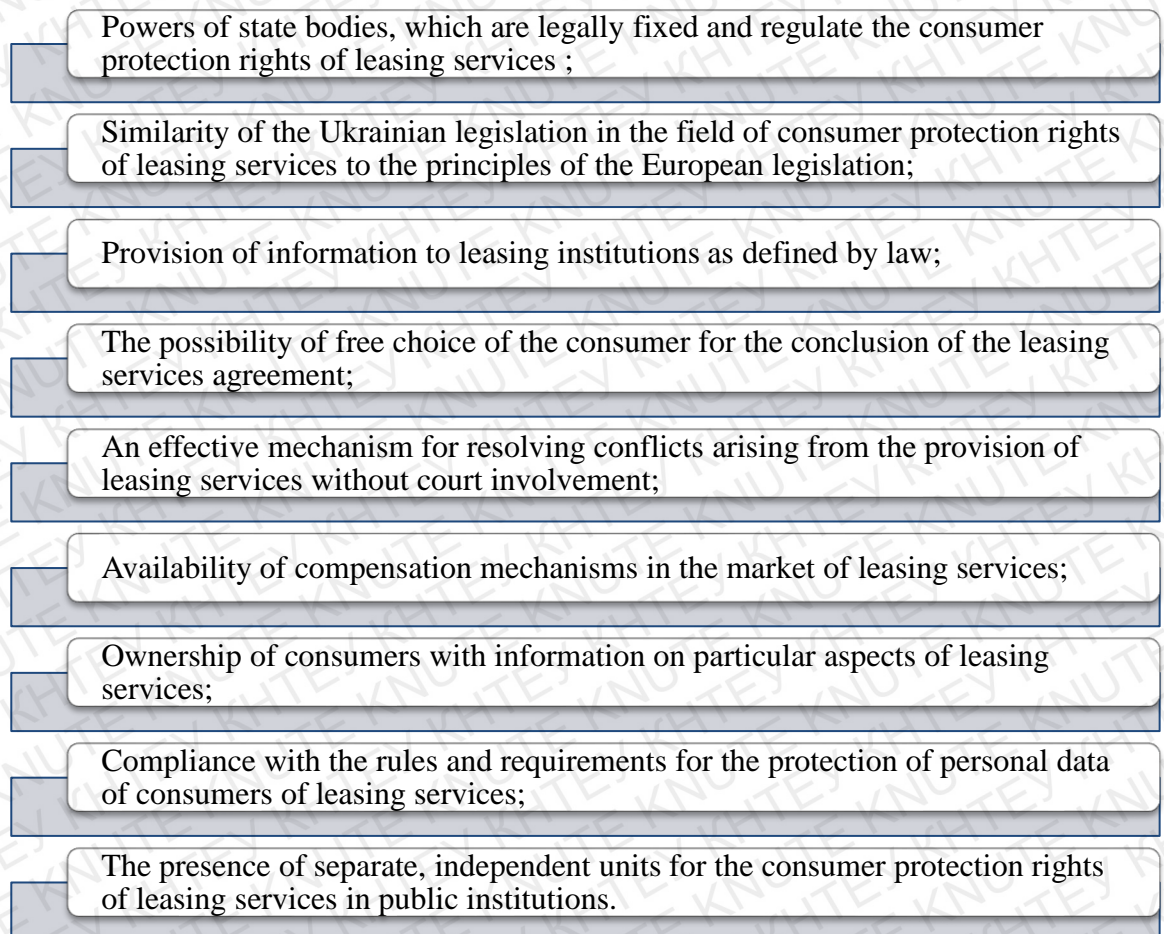 Powers of state bodies, which are legally fixed and regulate the consumer
protection rights of leasing services ;
Similarity of the Ukrainian legislation in the field of consumer protection rights
of leasing services to the principles of the European legislation;
Provision of information to leasing institutions as defined by law;
The possibility of free choice of the consumer for the conclusion of the leasing
services agreement;
An effective mechanism for resolving conflicts arising from the provision of
leasing services without court involvement;
Availability of compensation mechanisms in the market of leasing services;
Ownership of consumers with information on particular aspects of leasing
services;
Compliance with the rules and requirements for the protection of personal data
of consumers of leasing services;
The presence of separate, independent units for the consumer protection rights
of leasing services in public institutions.